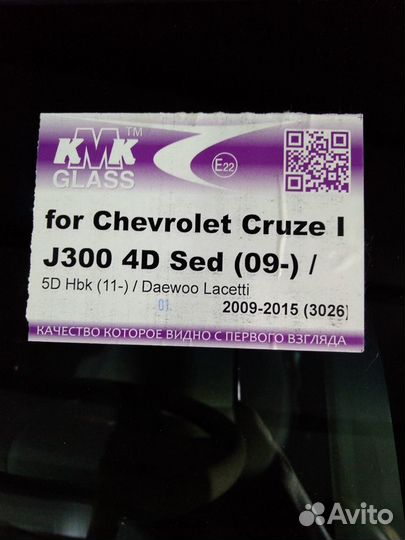 KMK™
GLASS
E22
for Chevrolet Cruze I
J300 4D Sed (09-) /
5D Hbk (11-) / Daewoo Lacetti
01.
2009-2015 (3026)
КАЧЕСТВО КОТОРОЕ ВИДНО С ПЕРВОГО ВЗГЛЯДА
Avito